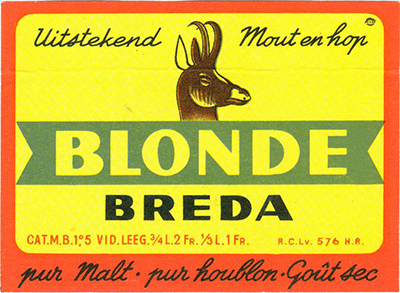 Uitstekend Mout en hop
BLONDE
BREDA
CAT.M.B.1°5 VID.LEEG.¾L.2 FR. ⅓L.1 FR. R.C.Lv. 576 H.R.
pur Malt · pur houblon · Goût sec